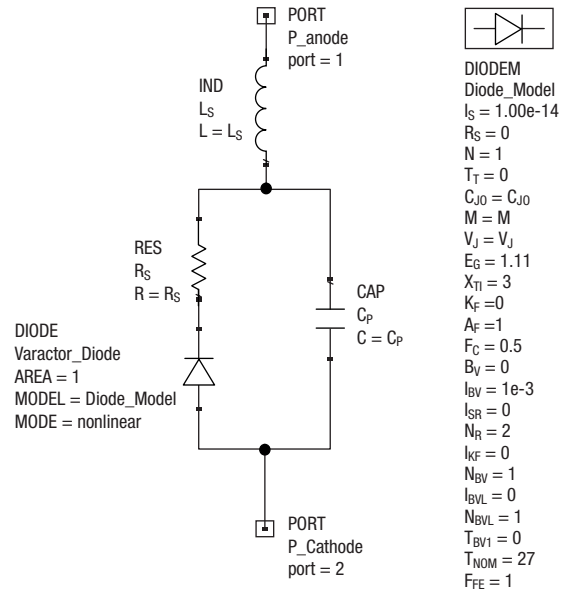 PORT
P_anode
port = 1
IND
LS
L = LS
RES
RS
R = RS
CAP
CP
C = CP
DIODE
Varactor_Diode
AREA = 1
MODEL = Diode_Model
MODE = nonlinear
PORT
P_Cathode
port = 2
DIODEM
Diode_Model
IS = 1.00e-14
RS = 0
N = 1
TT = 0
CJO = CJO
M = M
VJ = VJ
EG = 1.11
XTI = 3
KF =0
AF =1
FC = 0.5
BV = 0
IBV = 1e-3
ISR = 0
NR = 2
IKF = 0
NBV = 1
IBVL = 0
NBVL = 1
TBV1 = 0
TNOM = 27
FFE = 1